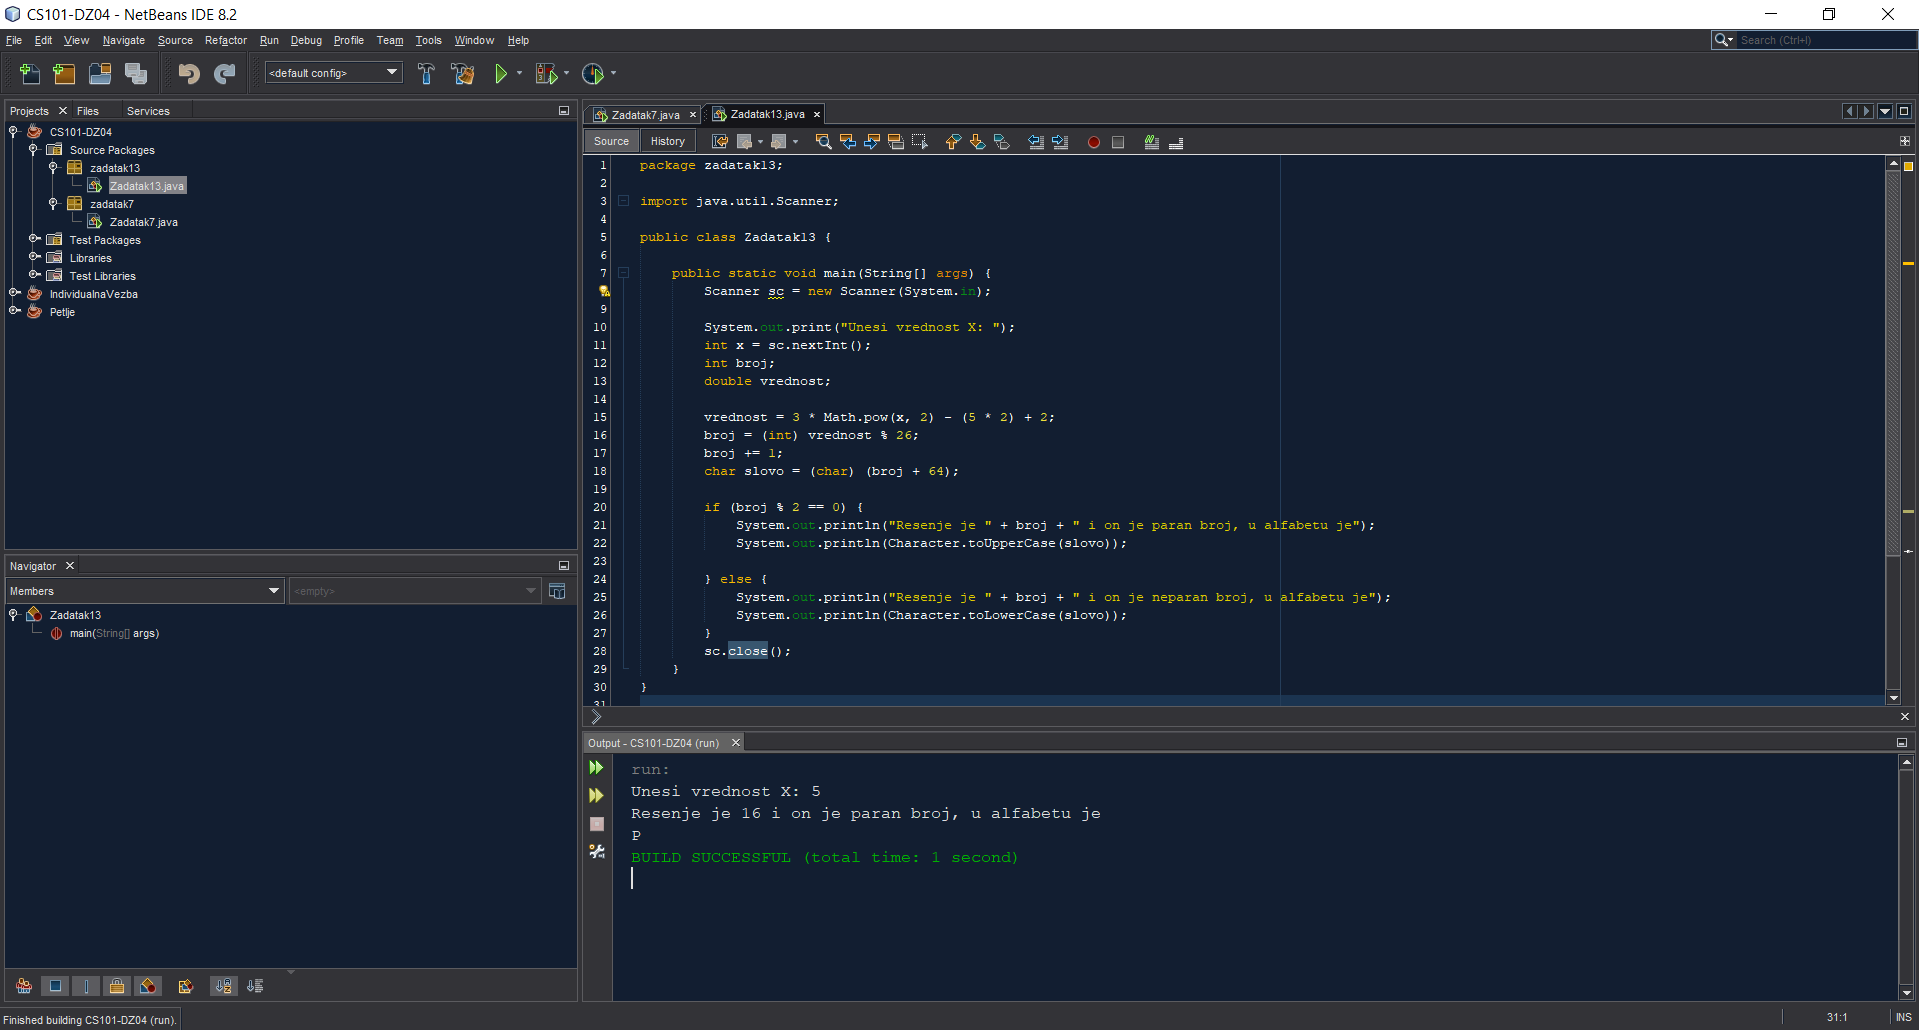 CS101-DZ04 - NetBeans IDE 8.2
File Edit View Navigate Source Refactor Run Debug Profile Team Tools Window Help
Search (Ctrl+I)
<default config>
Projects Files Services
CS101-DZ04
Source Packages
zadatak13
Zadatak13.java
zadatak7
Zadatak7.java
Test Packages
Libraries
Test Libraries
IndividualnaVezba
Petlje
Navigator
Members
<empty>
Zadatak13
main(String[] args)
Zadatak7.java Zadatak13.java
Source History
1 package zadatak13;
2
3 import java.util.Scanner;
4
5 public class Zadatak13 {
6
7 public static void main(String[] args) {
Scanner sc = new Scanner(System.in);
9
10 System.out.print("Unesi vrednost X: ");
11 int x = sc.nextInt();
12 int broj;
13 double vrednost;
14
15 vrednost = 3 * Math.pow(x, 2) - (5 * 2) + 2;
16 broj = (int) vrednost % 26;
17 broj += 1;
18 char slovo = (char) (broj + 64);
19
20 if (broj % 2 == 0) {
21 System.out.println("Resenje je " + broj + " i on je paran broj, u alfabetu je");
22 System.out.println(Character.toUpperCase(slovo));
23
24 } else {
25 System.out.println("Resenje je " + broj + " i on je neparan broj, u alfabetu je");
26 System.out.println(Character.toLowerCase(slovo));
27 }
28 sc.close();
29 }
30 }
31
Output - CS101-DZ04 (run)
run:
Unesi vrednost X: 5
Resenje je 16 i on je paran broj, u alfabetu je
P
BUILD SUCCESSFUL (total time: 1 second)
Finished building CS101-DZ04 (run).
31:1 INS